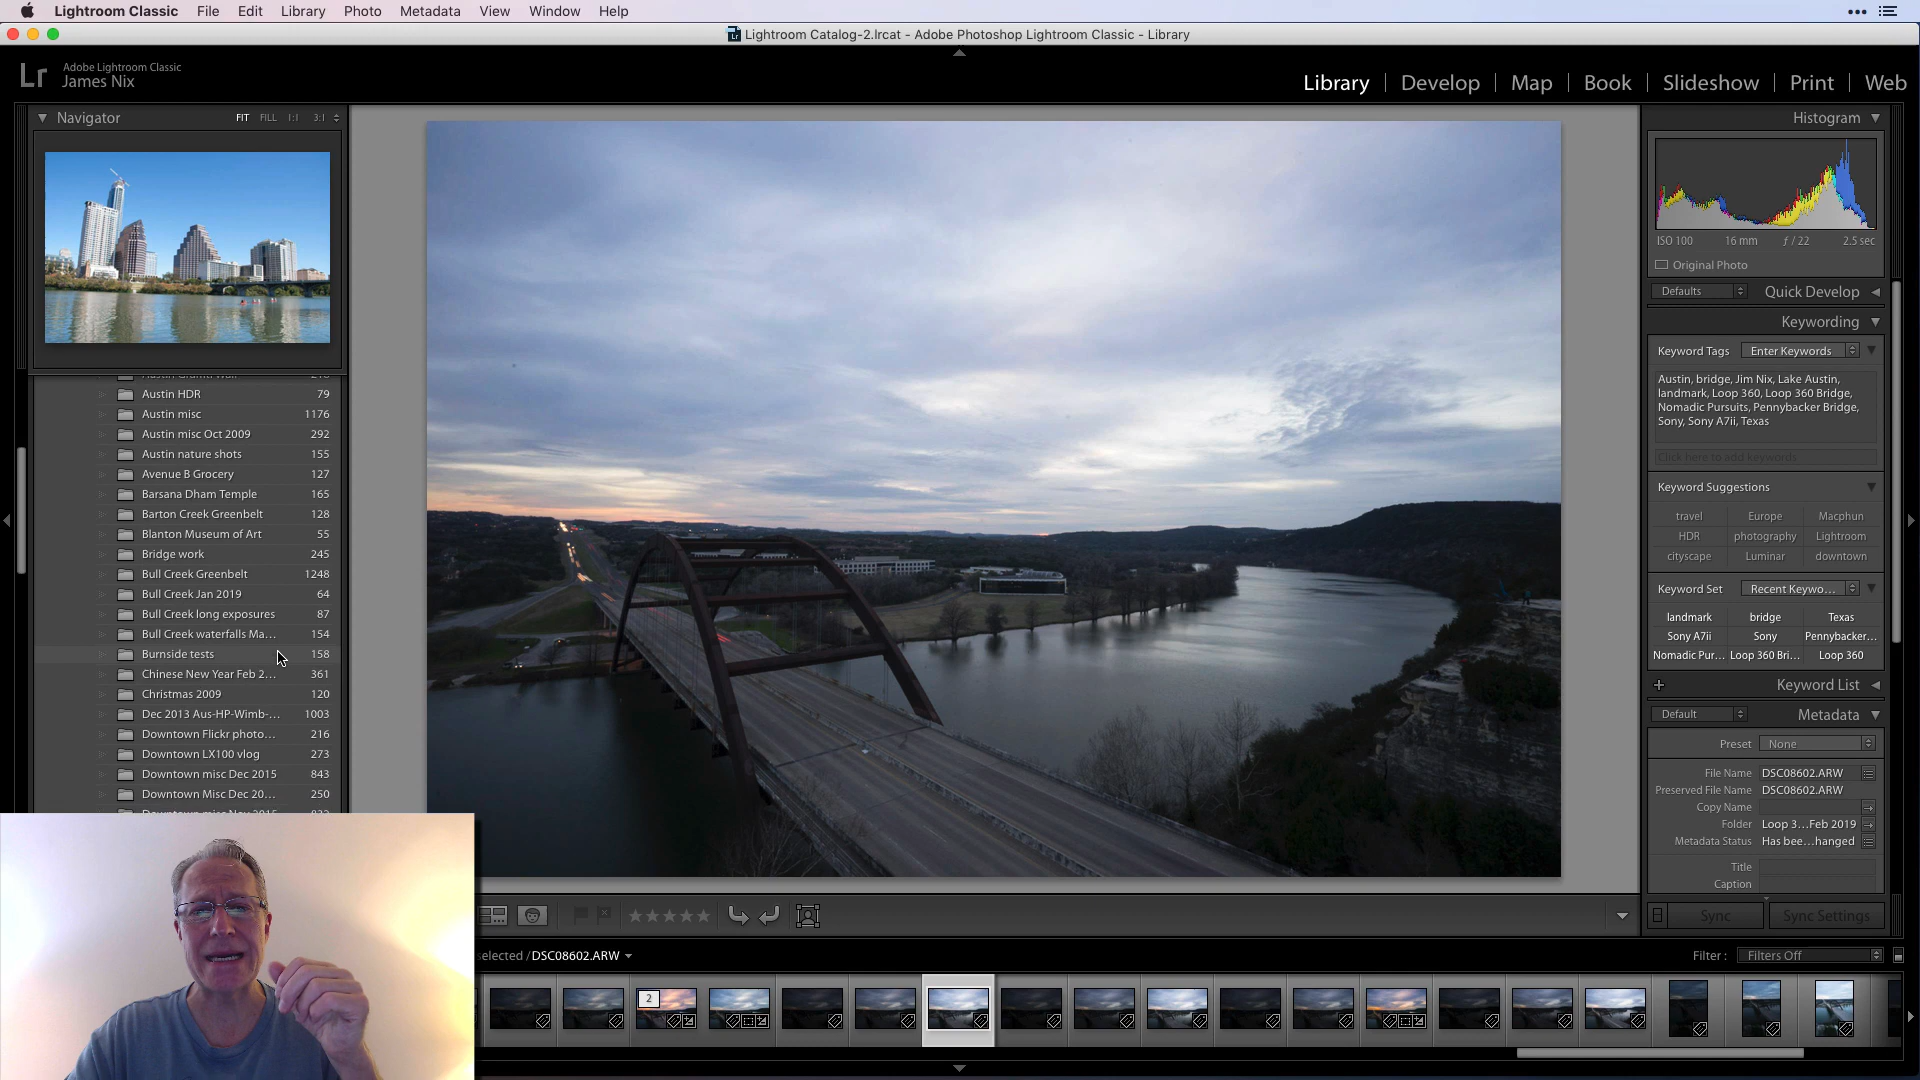 Lightroom Classic File Edit Library Photo Metadata View Window Help
Lightroom Catalog-2.lrcat - Adobe Photoshop Lightroom Classic - Library
Lr
Adobe Lightroom Classic
James Nix
Library | Develop | Map | Book | Slideshow | Print | Web
Navigator FIT FILL 1:1 3:1
Austin HDR 79
Austin misc 1176
Austin misc Oct 2009 292
Austin nature shots 155
Avenue B Grocery 127
Barsana Dham Temple 165
Barton Creek Greenbelt 128
Blanton Museum of Art 55
Bridge work 245
Bull Creek Greenbelt 1248
Bull Creek Jan 2019 64
Bull Creek long exposures 87
Bull Creek waterfalls Ma... 154
Burnside tests 158
Chinese New Year Feb 2... 361
Christmas 2009 120
Dec 2013 Aus-HP-Wimb-... 1003
Downtown Flickr photo... 216
Downtown LX100 vlog 273
Downtown misc Dec 2015 843
Downtown Misc Dec 20... 250
Histogram
ISO 100 16 mm ƒ / 22 2.5 sec
Original Photo
Defaults Quick Develop
Keywording
Keyword Tags Enter Keywords
Austin, bridge, Jim Nix, Lake Austin,
landmark, Loop 360, Loop 360 Bridge,
Nomadic Pursuits, Pennybacker Bridge,
Sony, Sony A7ii, Texas
Click here to add keywords
Keyword Suggestions
travel Europe Macphun
HDR photography Lightroom
cityscape Luminar downtown
Keyword Set Recent Keywo...
landmark bridge Texas
Sony A7ii Sony Pennybacker...
Nomadic Pur... Loop 360 Bri... Loop 360
Keyword List
Default Metadata
Preset None
File Name DSC08602.ARW
Preserved File Name DSC08602.ARW
Copy Name
Folder Loop 3...Feb 2019
Metadata Status Has bee...hanged
Title
Caption
Sync Sync Settings
selected / DSC08602.ARW
Filter : Filters Off
2